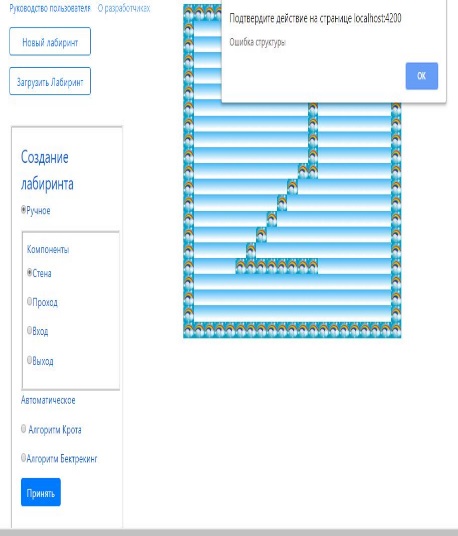 Руководство пользователя О разработчиках
Новый лабиринт
Загрузить Лабиринт
Подтвердите действие на странице localhost:4200
Ошибка структуры
ОК
Создание
лабиринта
Ручное
Компоненты
Стена
Проход
Вход
Выход
Автоматическое
Алгоритм Крота
Алгоритм Бектрекинг
Принять